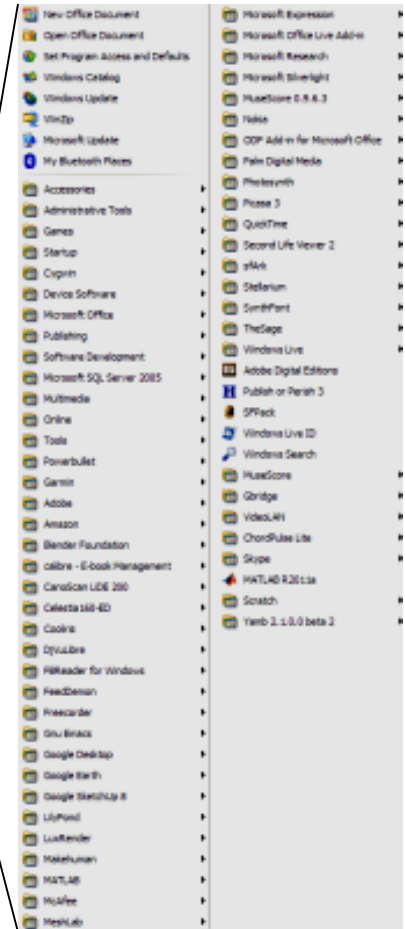 New Office Document
Open Office Document
Set Program Access and Defaults
Windows Catalog
Windows Update
WinZip
Microsoft Update
My Bluetooth Places
Accessories
Administrative Tools
Games
Startup
Cygwin
Device Software
Microsoft Office
Publishing
Software Development
Microsoft SQL Server 2005
Multimedia
Online
Tools
Powerbullet
Garmin
Adobe
Amazon
Blender Foundation
calibre - E-book Management
CanoScan LiDE 200
Celestia160-ED
Cookie
DjVuLibre
FBReader for Windows
FeedDemon
Freecorder
Gnu Emacs
Google Desktop
Google Earth
Google SketchUp 8
LilyPond
LuxRender
Makehuman
MATLAB
McAfee
MeshLab
Microsoft Expression
Microsoft Office Live Add-in
Microsoft Research
Microsoft Silverlight
MuseScore 0.9.6.3
Nokia
ODF Add-in for Microsoft Office
Palm Digital Media
Photosynth
Picasa 3
QuickTime
Second Life Viewer 2
sfArk
Stellarium
SynthFont
TheSage
Windows Live
Adobe Digital Editions
Publish or Perish 3
SFPack
Windows Live ID
Windows Search
MuseScore
Gbridge
VideoLAN
ChordPulse Lite
Skype
MATLAB R2011a
Scratch
Yamb 2.1.0.0 beta 2